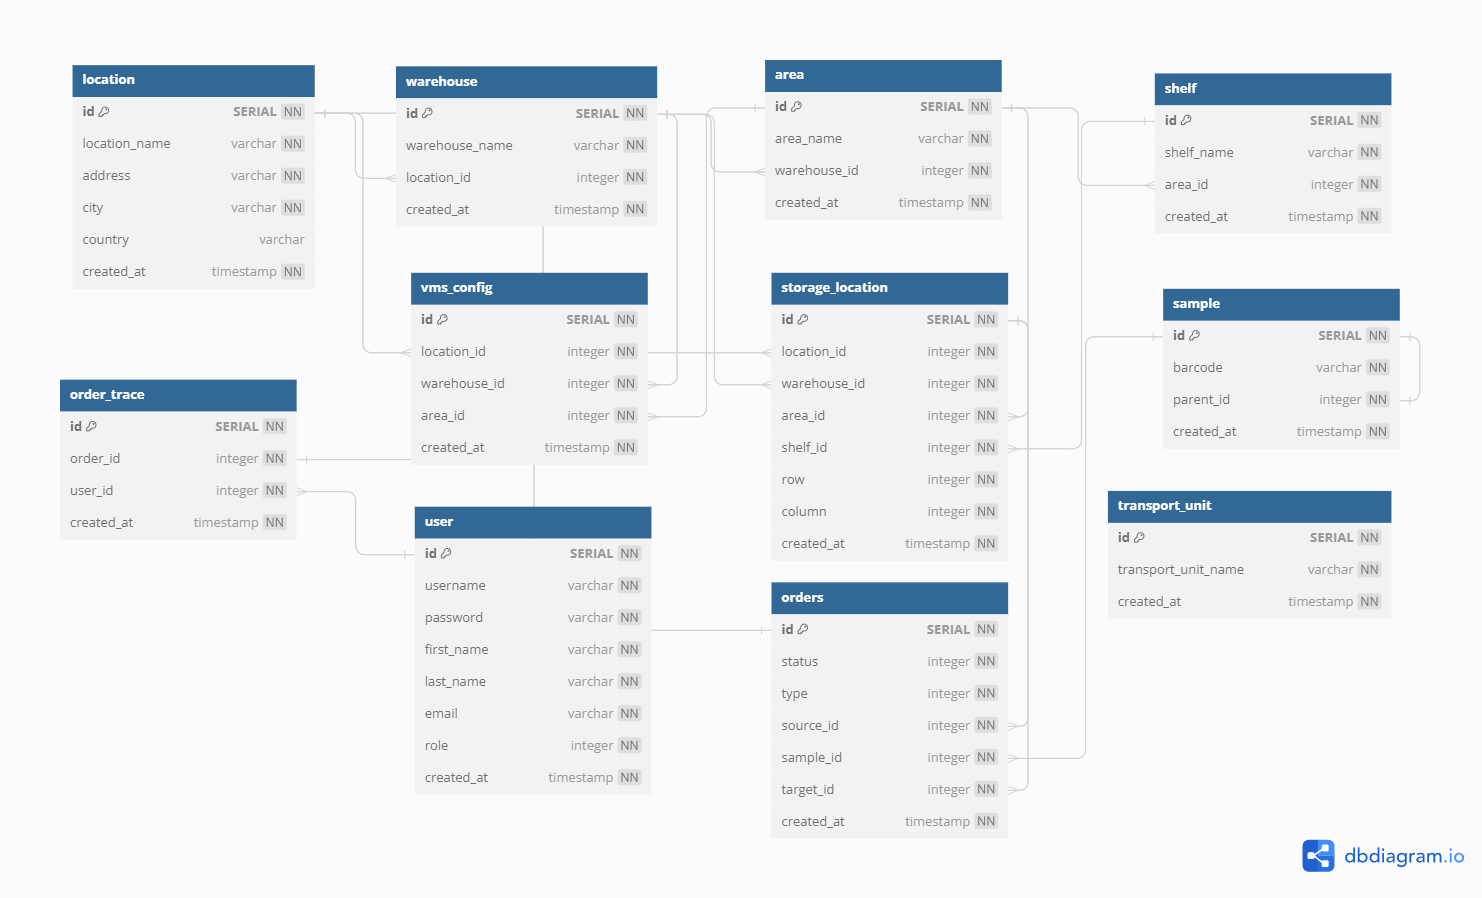 location
id SERIAL NN
location_name varchar NN
address varchar NN
city varchar NN
country varchar
created_at timestamp NN
warehouse
id SERIAL NN
warehouse_name varchar NN
location_id integer NN
created_at timestamp NN
area
id SERIAL NN
area_name varchar NN
warehouse_id integer NN
created_at timestamp NN
shelf
id SERIAL NN
shelf_name varchar NN
area_id integer NN
created_at timestamp NN
vms_config
id SERIAL NN
location_id integer NN
warehouse_id integer NN
area_id integer NN
created_at timestamp NN
storage_location
id SERIAL NN
location_id integer NN
warehouse_id integer NN
area_id integer NN
shelf_id integer NN
row integer NN
column integer NN
created_at timestamp NN
sample
id SERIAL NN
barcode varchar NN
parent_id integer NN
created_at timestamp NN
order_trace
id SERIAL NN
order_id integer NN
user_id integer NN
created_at timestamp NN
user
id SERIAL NN
username varchar NN
password varchar NN
first_name varchar NN
last_name varchar NN
email varchar NN
role integer NN
created_at timestamp NN
orders
id SERIAL NN
status integer NN
type integer NN
source_id integer NN
sample_id integer NN
target_id integer NN
created_at timestamp NN
transport_unit
id SERIAL NN
transport_unit_name varchar NN
created_at timestamp NN
dbdiagram.io